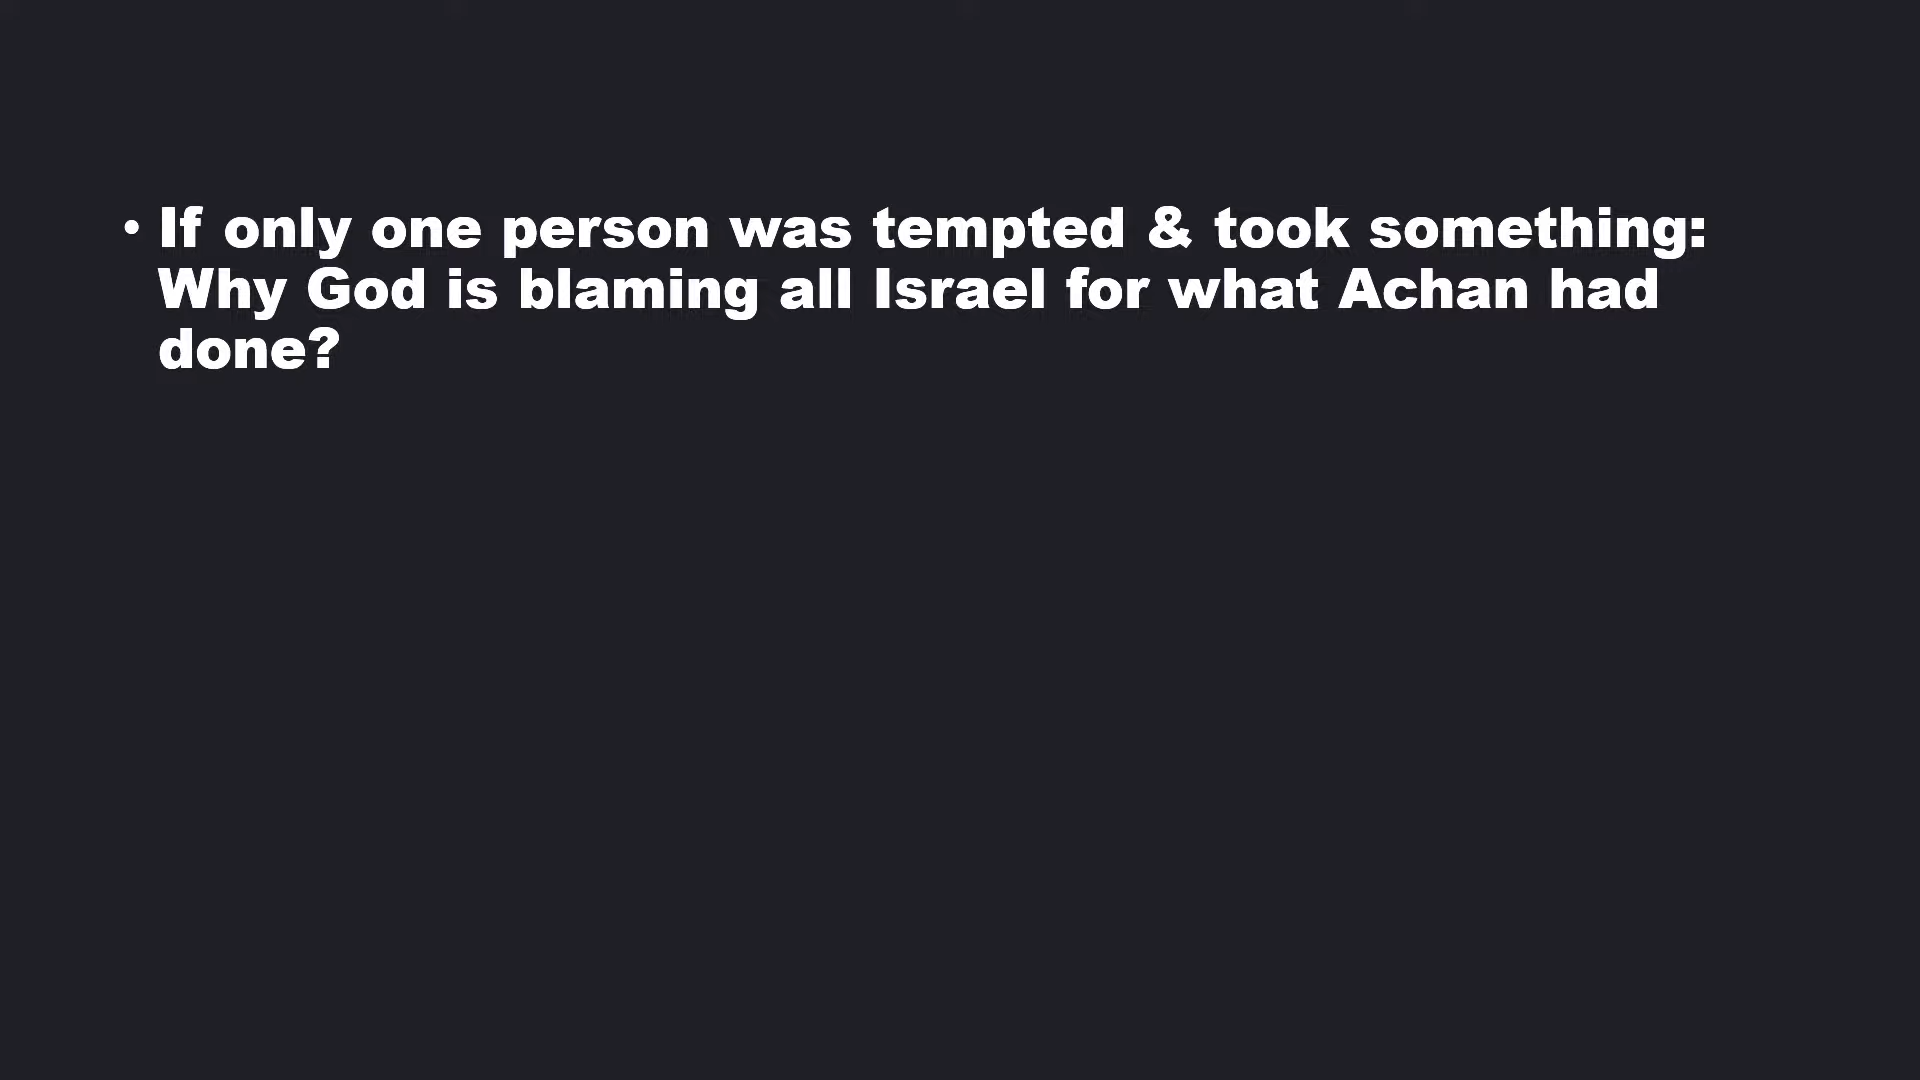 • If only one person was tempted & took something:
Why God is blaming all Israel for what Achan had
done?